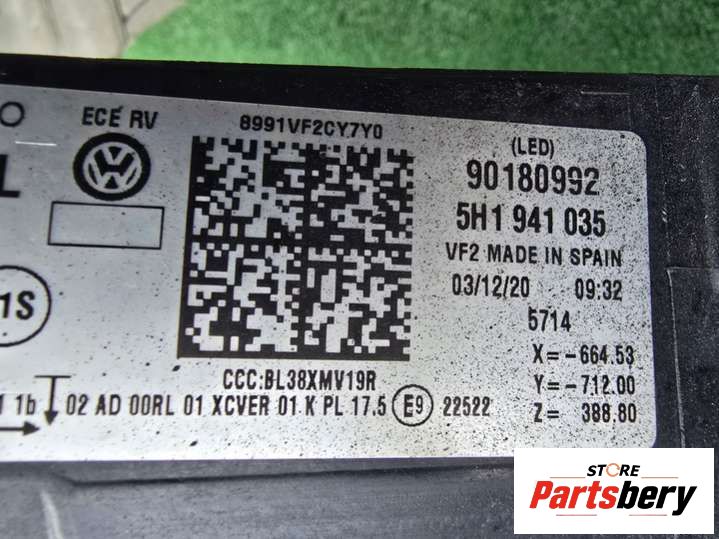 ECE RV
8991VF2CY7Y0
(LED)
90180992
L
5H1 941 035
VF2 MADE IN SPAIN
03/12/20 09:32
1S
5714
X= -664.53
CCC:BL38XMV19R
Y= -712.00
1b 02 AD 00RL 01 XCVER 01 K PL 17.5 E9 22522
Z= 388.80
STORE
Partsbery